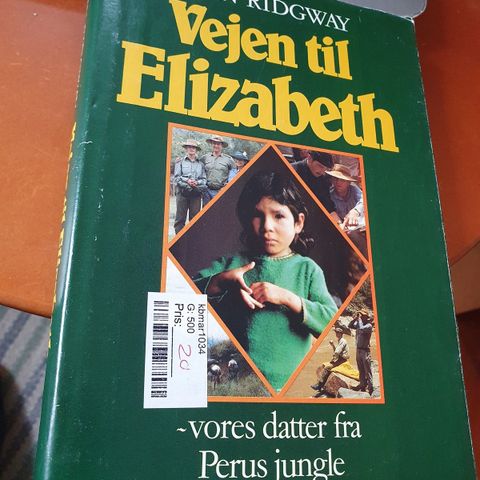 RIDGWAY
Vejen til
Elizabeth
kbmar1034
G: 500
Pris:
20
~vores datter fra
Perus jungle